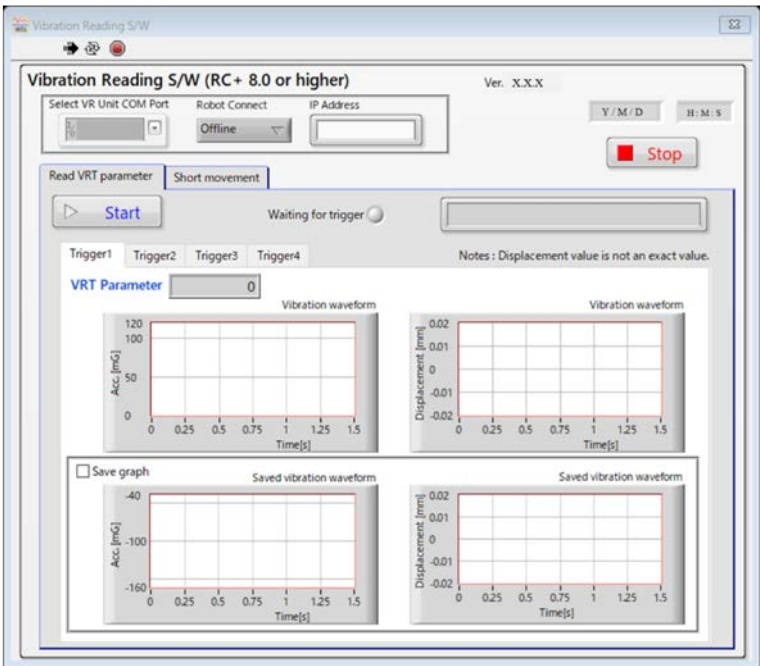 Vibration Reading S/W
Vibration Reading S/W (RC+ 8.0 or higher)
Ver. X.X.X
Select VR Unit COM Port
Robot Connect
IP Address
Offline
Y/M/D
H:M:S
Stop
Read VRT parameter
Short movement
Start
Waiting for trigger
Trigger1
Trigger2
Trigger3
Trigger4
Notes : Displacement value is not an exact value.
VRT Parameter
0
Vibration waveform
Acc. [mG]
120
100
50
0
0 0.25 0.5 0.75 1 1.25 1.5
Time[s]
Vibration waveform
Displacement [mm]
0.02
0.01
0
-0.01
-0.02
0 0.25 0.5 0.75 1 1.25 1.5
Time[s]
Save graph
Saved vibration waveform
Acc. [mG]
-40
-100
-160
0 0.25 0.5 0.75 1 1.25 1.5
Time[s]
Saved vibration waveform
Displacement [mm]
0.02
0.01
0
-0.01
-0.02
0 0.25 0.5 0.75 1 1.25 1.5
Time[s]